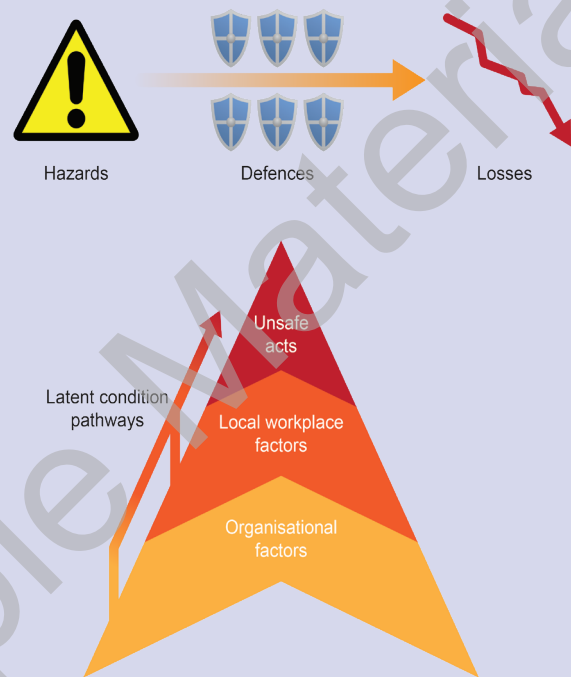 Hazards
Defences
Losses
Unsafe
acts
Latent condition
pathways
Local workplace
factors
Organisational
factors